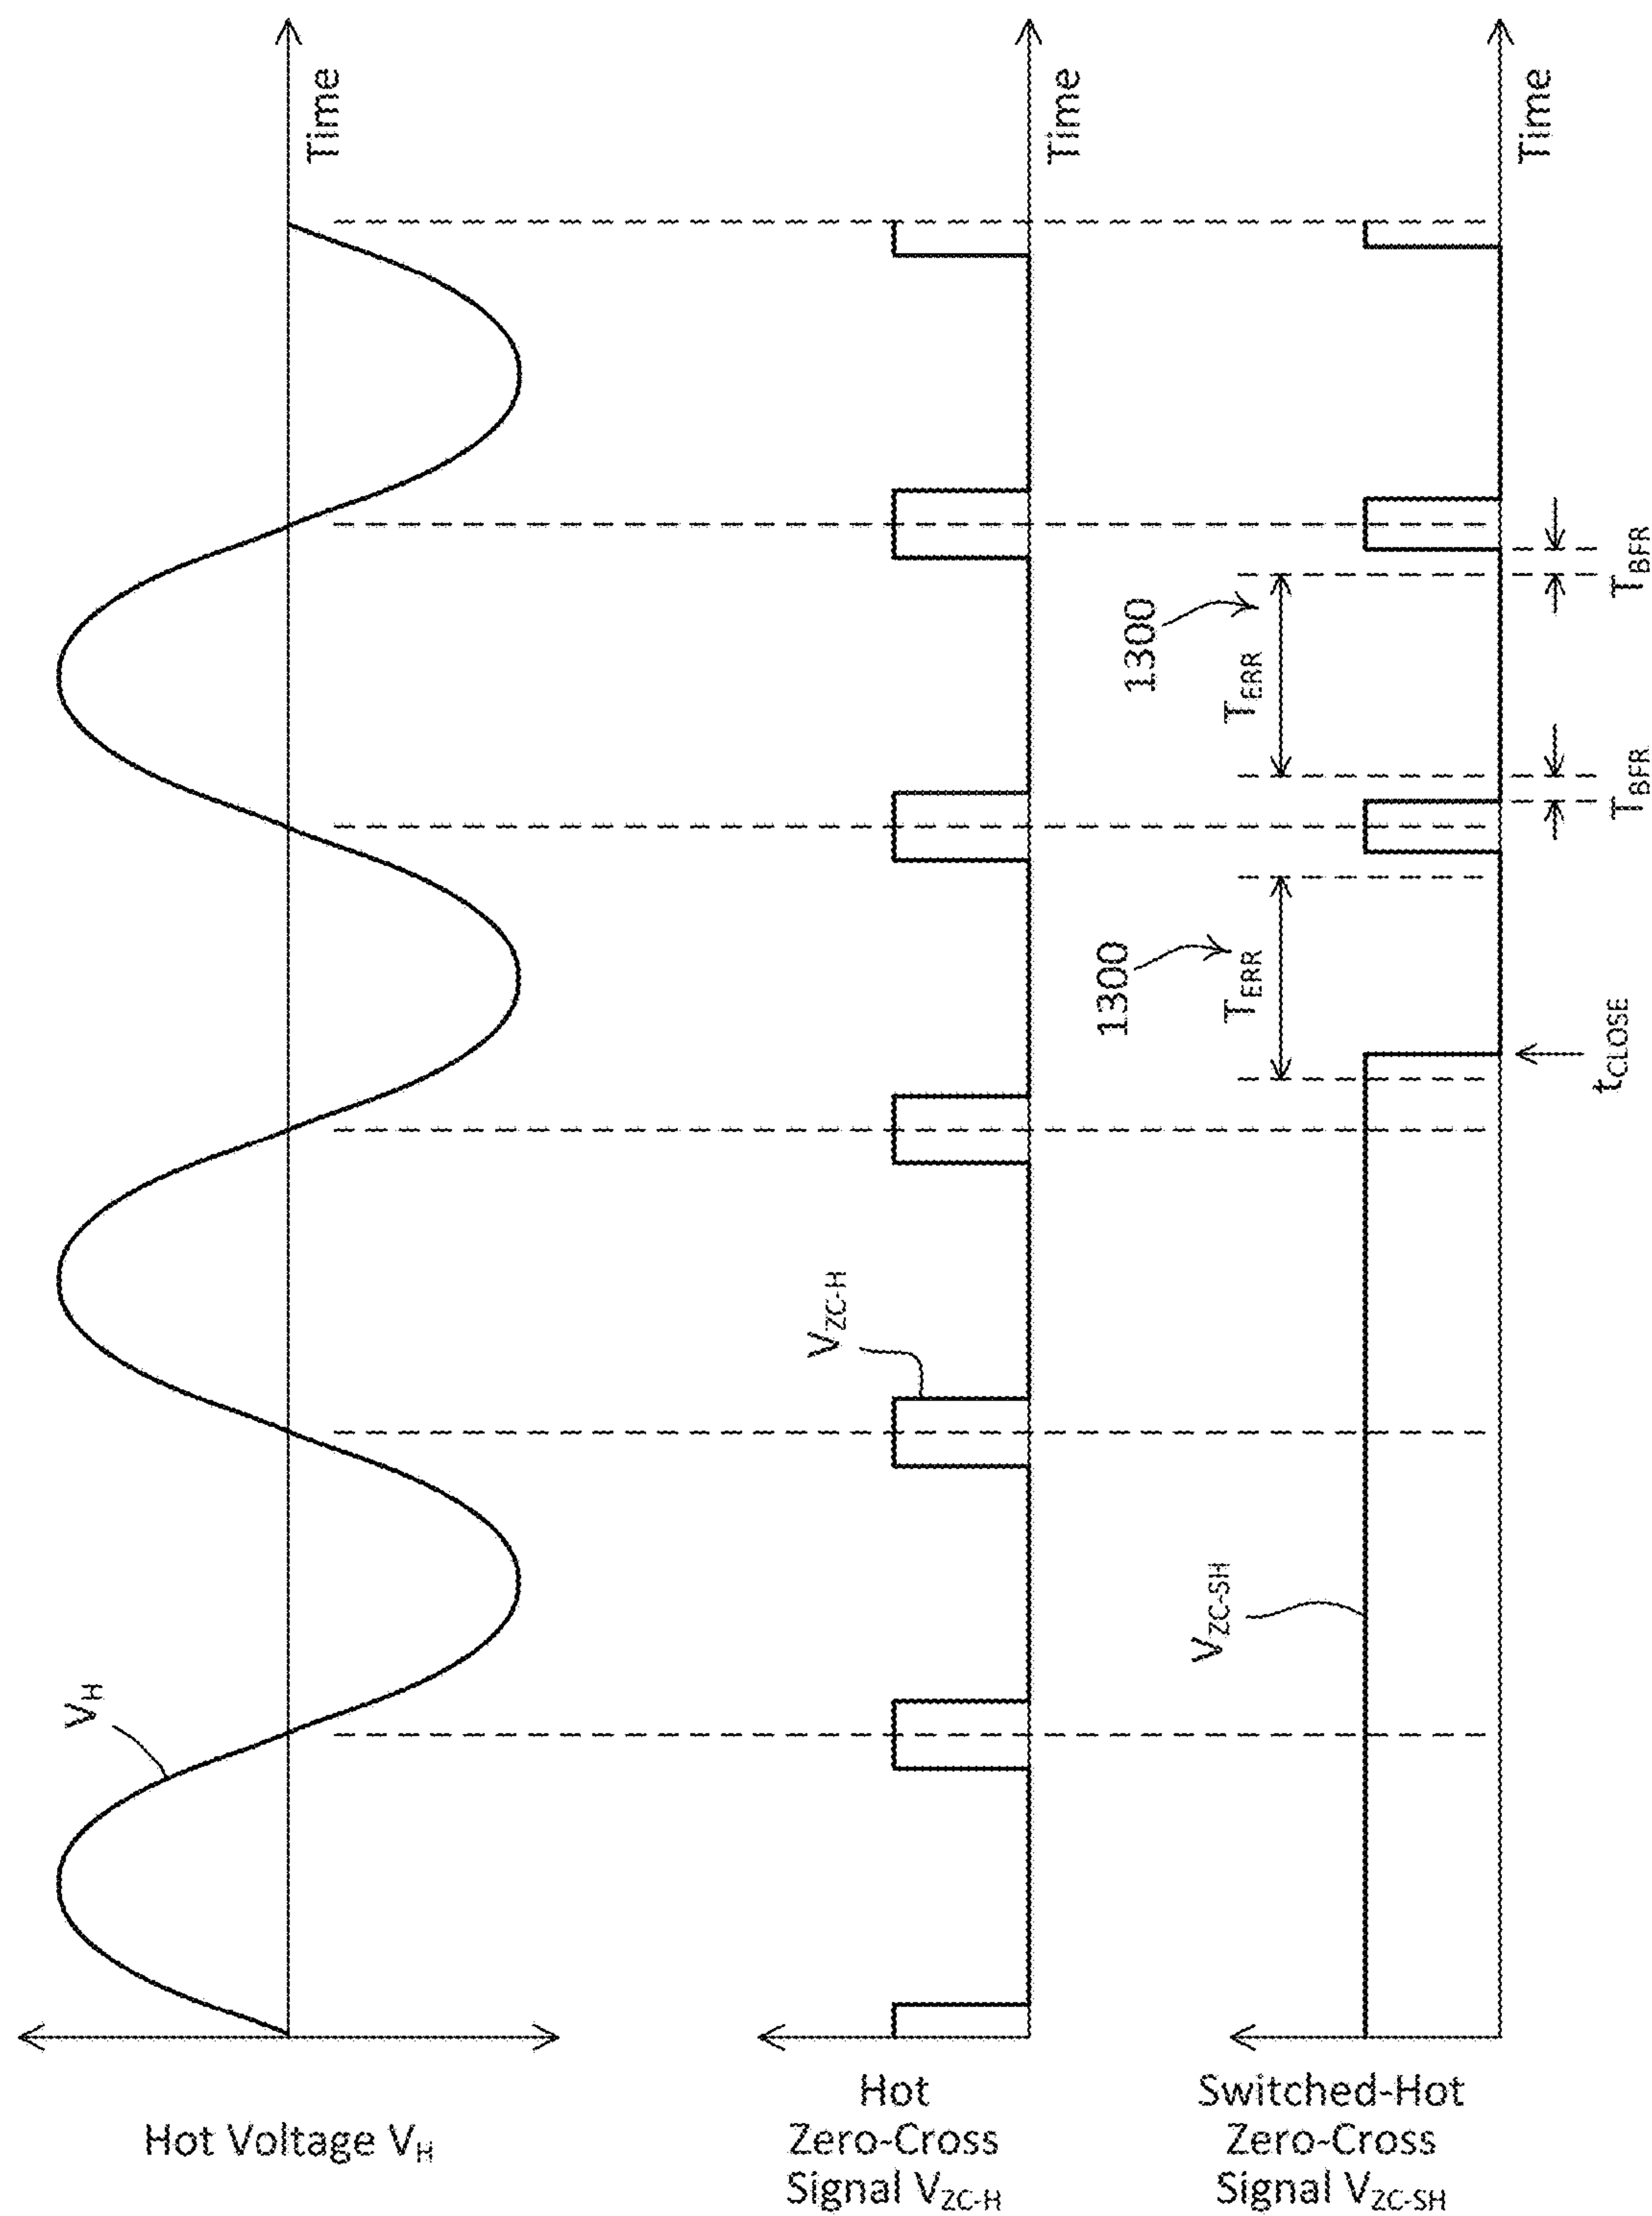 Hot Voltage V_H
V_H
Time
Hot
Zero-Cross
Signal V_ZC-H
V_ZC-H
Time
Switched-Hot
Zero-Cross
Signal V_ZC-SH
V_ZC-SH
1300
T_ERR
1300
T_ERR
t_CLOSE
T_BFR
T_BFR
Time